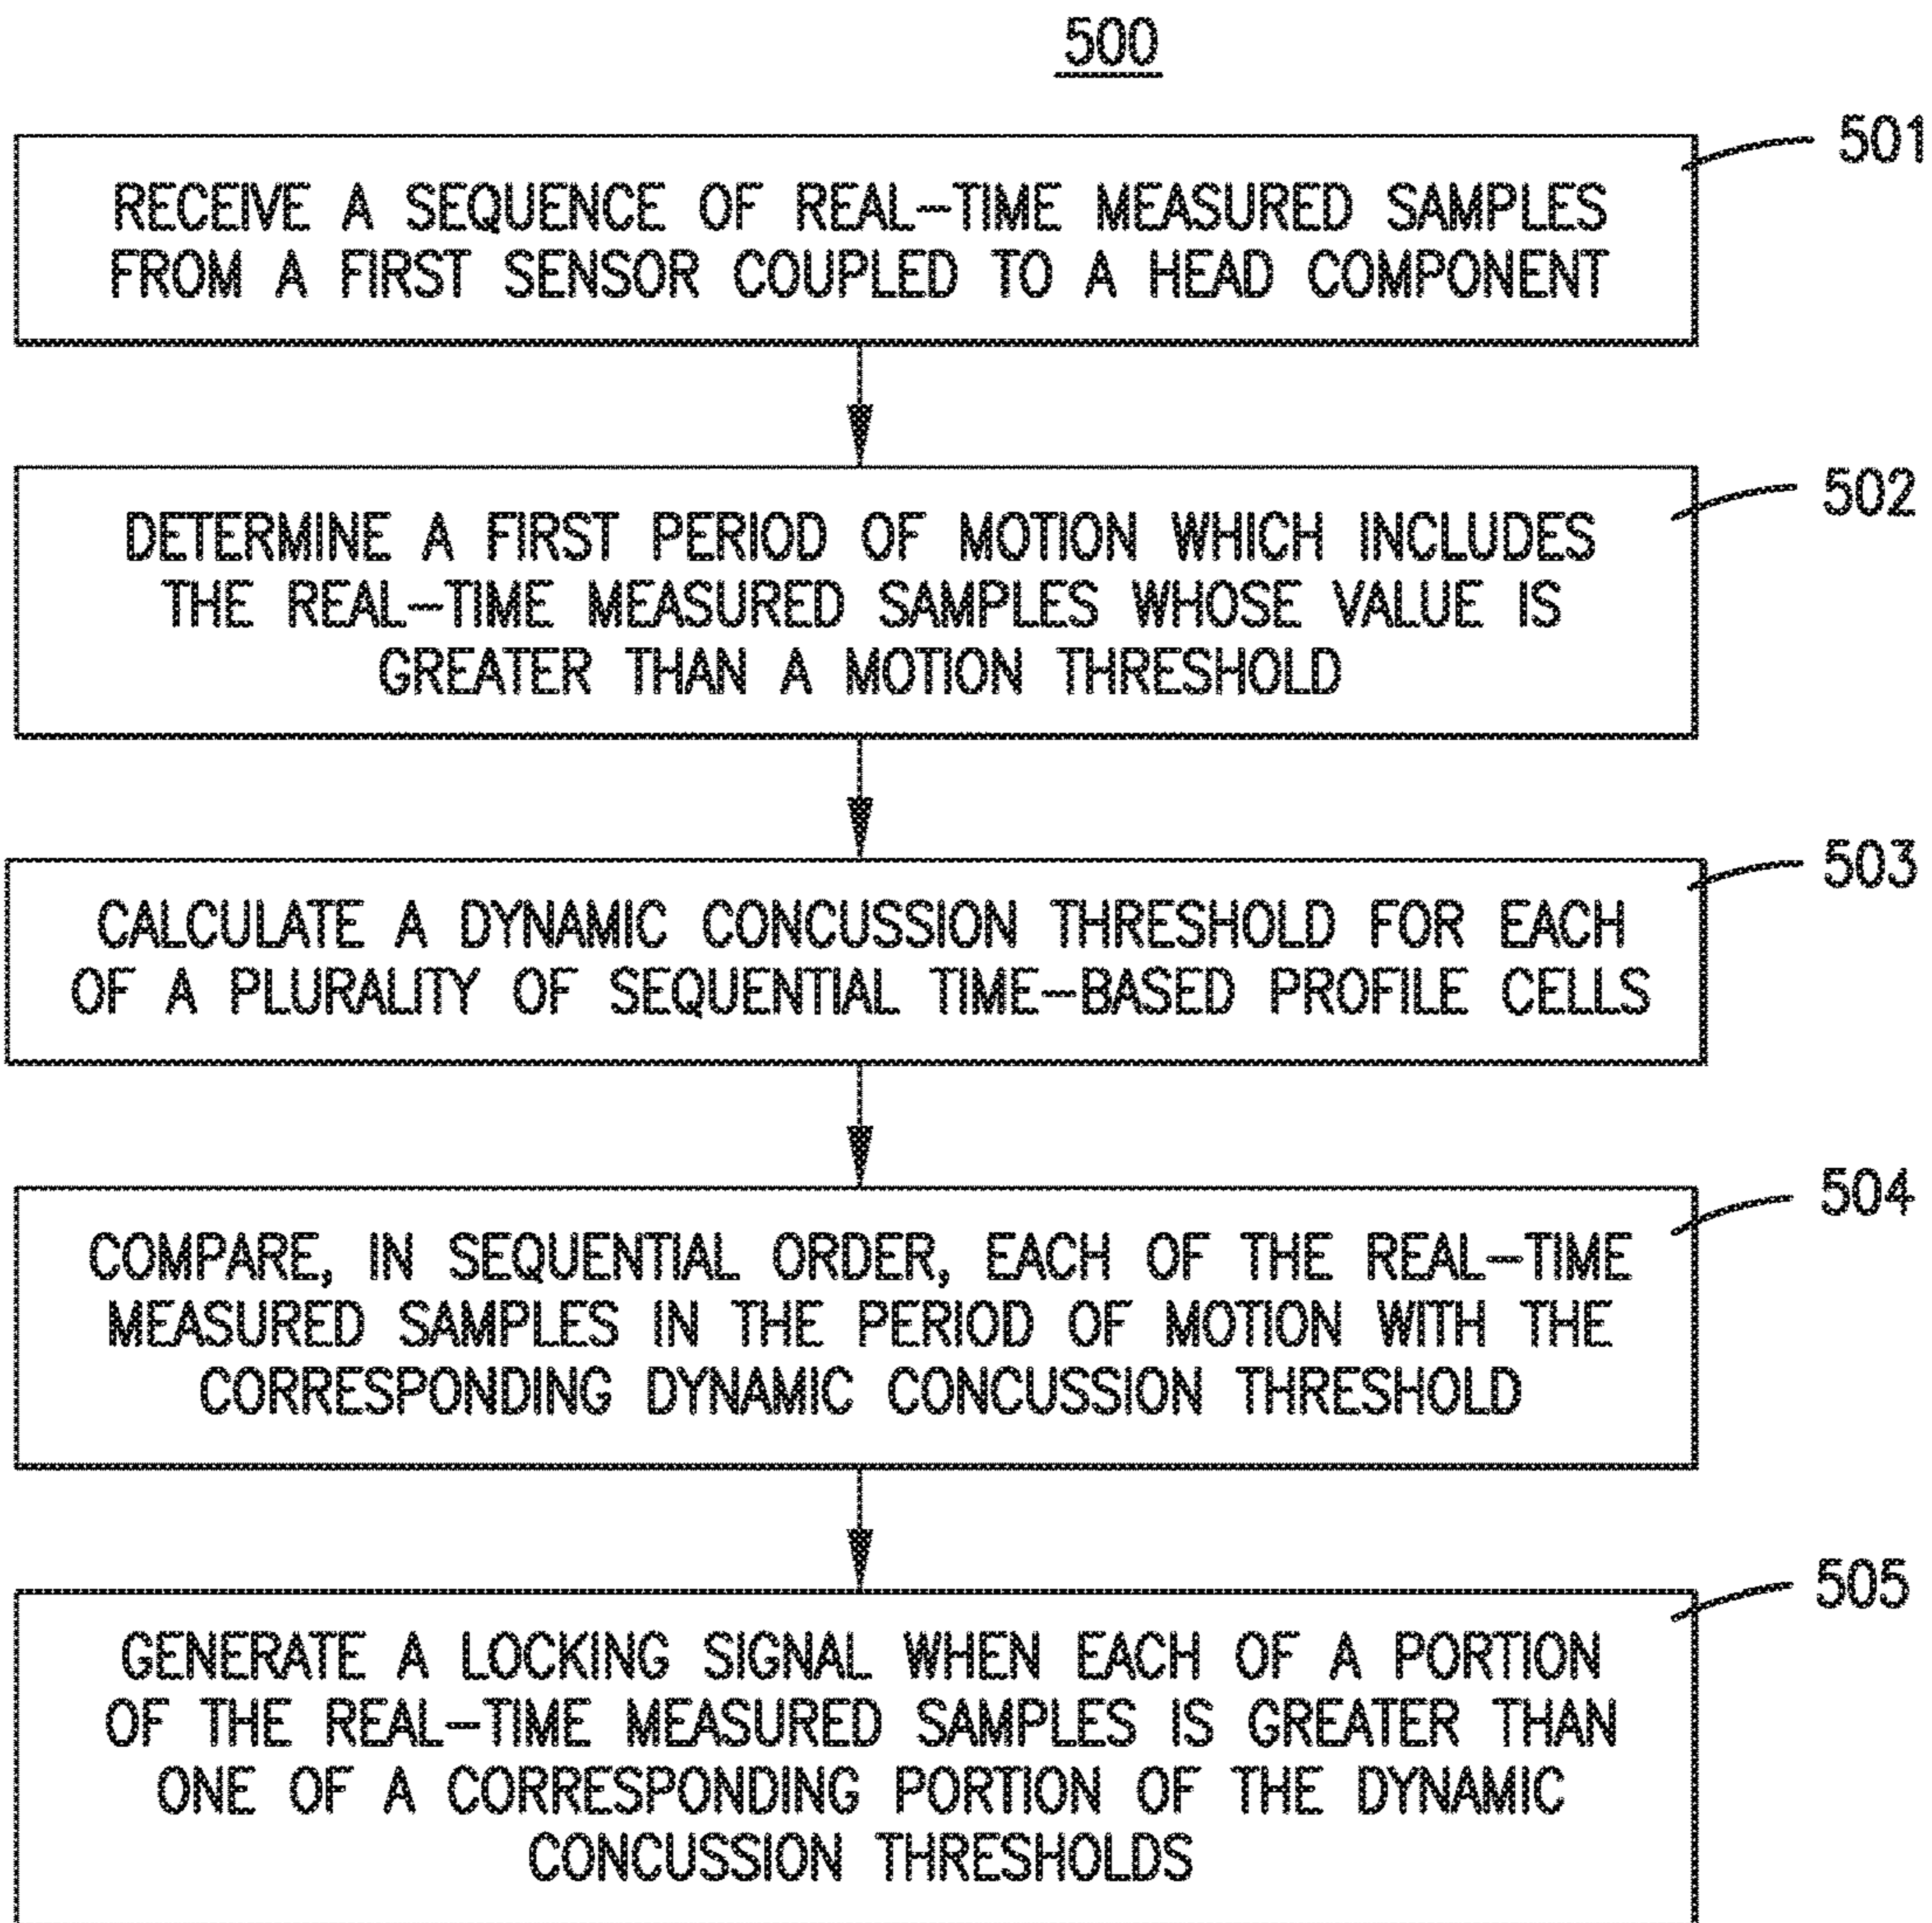 500
501
RECEIVE A SEQUENCE OF REAL-TIME MEASURED SAMPLES
FROM A FIRST SENSOR COUPLED TO A HEAD COMPONENT
502
DETERMINE A FIRST PERIOD OF MOTION WHICH INCLUDES
THE REAL-TIME MEASURED SAMPLES WHOSE VALUE IS
GREATER THAN A MOTION THRESHOLD
503
CALCULATE A DYNAMIC CONCUSSION THRESHOLD FOR EACH
OF A PLURALITY OF SEQUENTIAL TIME-BASED PROFILE CELLS
504
COMPARE, IN SEQUENTIAL ORDER, EACH OF THE REAL-TIME
MEASURED SAMPLES IN THE PERIOD OF MOTION WITH THE
CORRESPONDING DYNAMIC CONCUSSION THRESHOLD
505
GENERATE A LOCKING SIGNAL WHEN EACH OF A PORTION
OF THE REAL-TIME MEASURED SAMPLES IS GREATER THAN
ONE OF A CORRESPONDING PORTION OF THE DYNAMIC
CONCUSSION THRESHOLDS